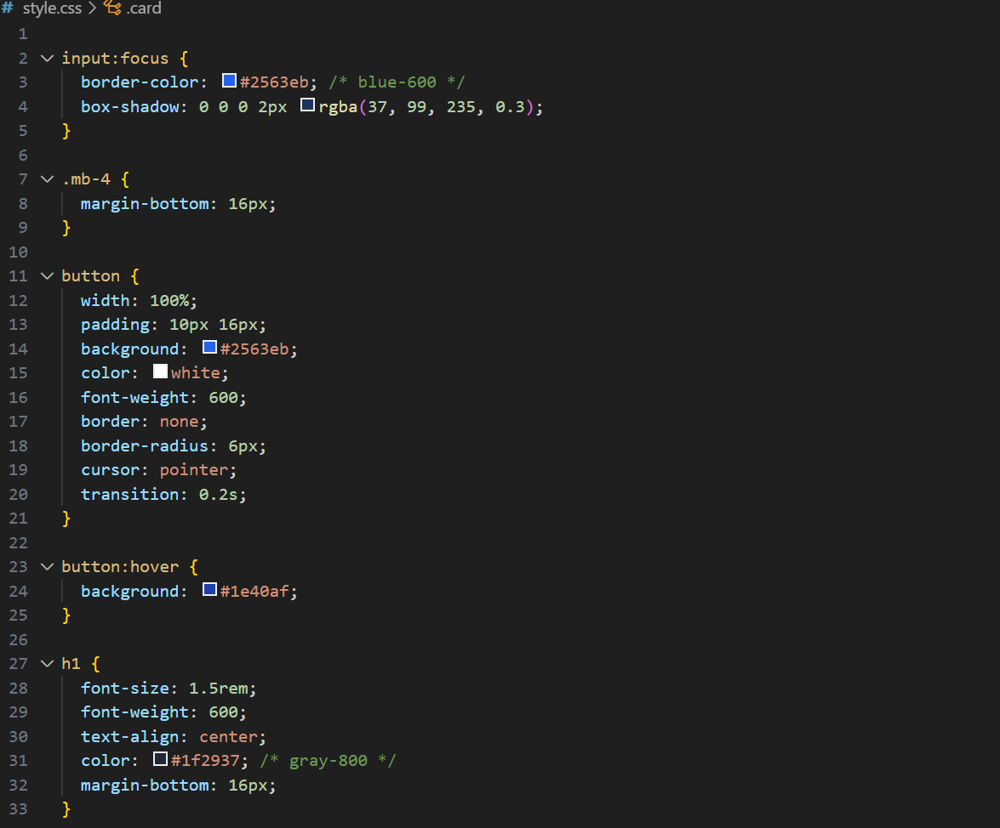 # style.css > .card
1
2 input:focus {
3 border-color: #2563eb; /* blue-600 */
4 box-shadow: 0 0 0 2px rgba(37, 99, 235, 0.3);
5 }
6
7 .mb-4 {
8 margin-bottom: 16px;
9 }
10
11 button {
12 width: 100%;
13 padding: 10px 16px;
14 background: #2563eb;
15 color: white;
16 font-weight: 600;
17 border: none;
18 border-radius: 6px;
19 cursor: pointer;
20 transition: 0.2s;
21 }
22
23 button:hover {
24 background: #1e40af;
25 }
26
27 h1 {
28 font-size: 1.5rem;
29 font-weight: 600;
30 text-align: center;
31 color: #1f2937; /* gray-800 */
32 margin-bottom: 16px;
33 }